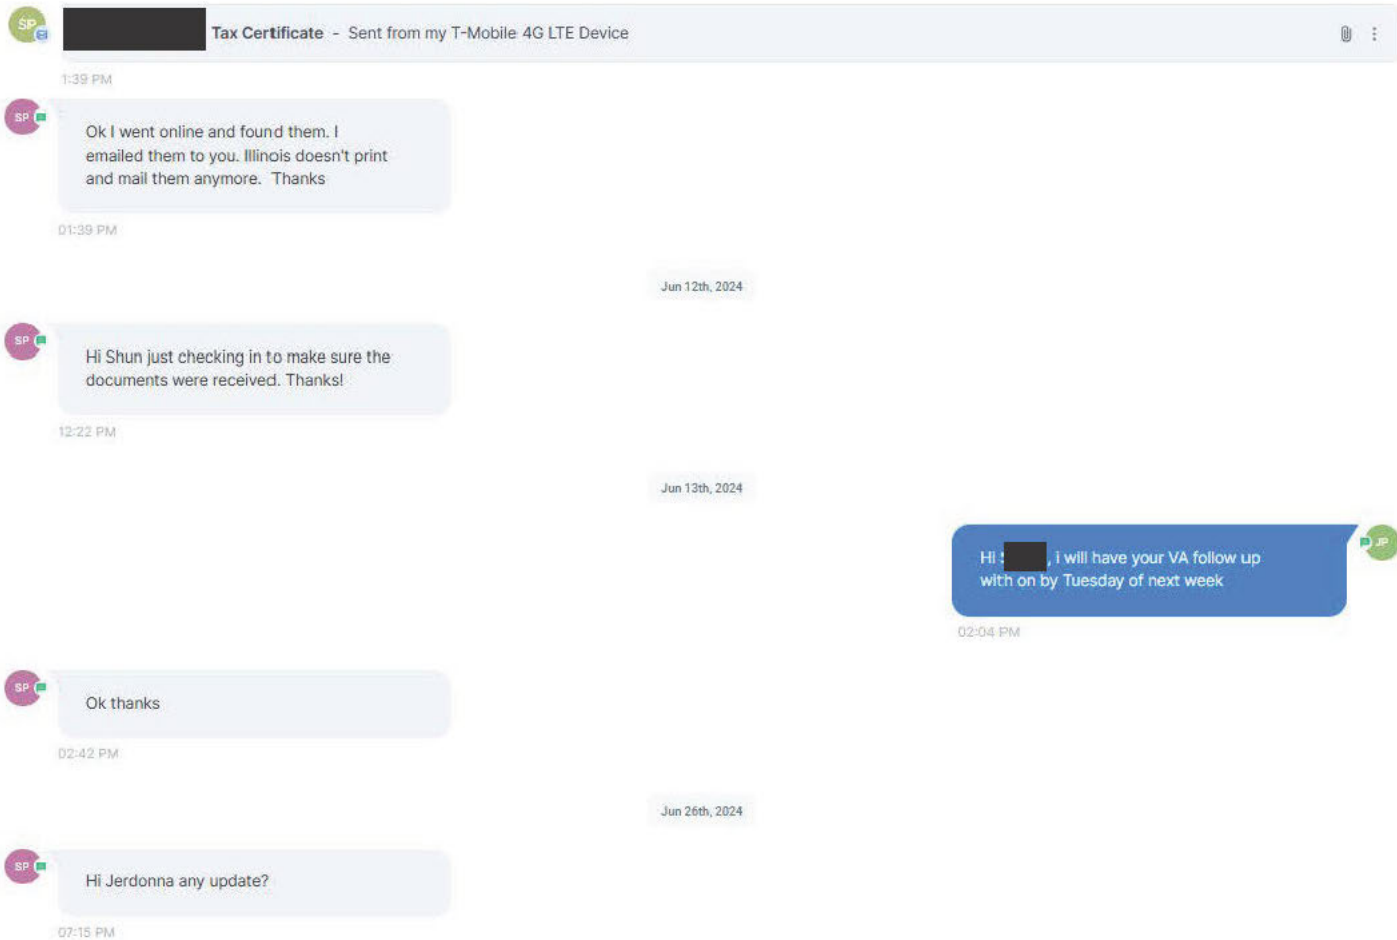 SP
Tax Certificate - Sent from my T-Mobile 4G LTE Device
1:39 PM
SP
Ok I went online and found them. I
emailed them to you. Illinois doesn't print
and mail them anymore. Thanks
01:39 PM
Jun 12th, 2024
SP
Hi Shun just checking in to make sure the
documents were received. Thanks!
12:22 PM
Jun 13th, 2024
JP
Hi S, i will have your VA follow up
with on by Tuesday of next week
02:04 PM
SP
Ok thanks
02:42 PM
Jun 26th, 2024
SP
Hi Jerdonna any update?
07:15 PM